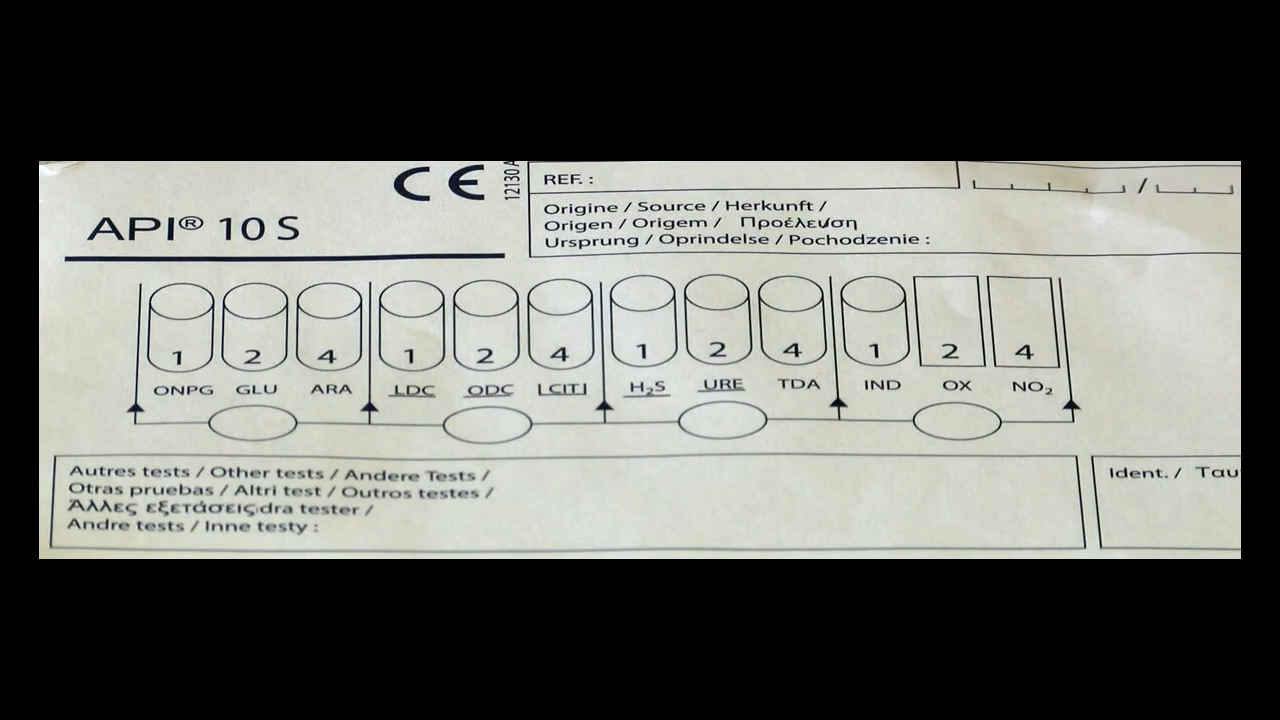 CE
12130 A
REF. :
/
API® 10 S
Origine / Source / Herkunft /
Origen / Origem / Προέλευση
Ursprung / Oprindelse / Pochodzenie :
1 2 4 1 2 4 1 2 4 1 2 4
ONPG GLU ARA LDC ODC |CIT| H₂S URE TDA IND OX NO₂
Autres tests / Other tests / Andere Tests /
Otras pruebas / Altri test / Outros testes /
Άλλες εξετάσεις dra tester /
Andre tests / Inne testy :
Ident. / Ταυ